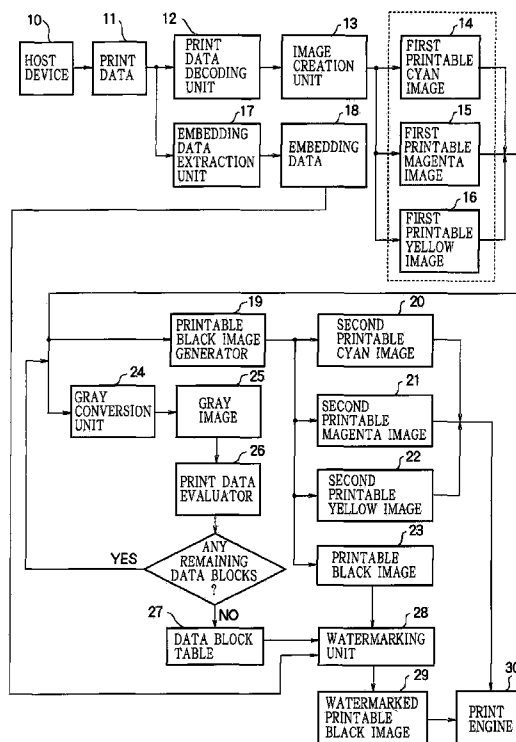 10
HOST
DEVICE
11
PRINT
DATA
12
PRINT
DATA
DECODING
UNIT
13
IMAGE
CREATION
UNIT
14
FIRST
PRINTABLE
CYAN
IMAGE
15
FIRST
PRINTABLE
MAGENTA
IMAGE
16
FIRST
PRINTABLE
YELLOW
IMAGE
17
EMBEDDING
DATA
EXTRACTION
UNIT
18
EMBEDDING
DATA
19
PRINTABLE
BLACK IMAGE
GENERATOR
20
SECOND
PRINTABLE
CYAN IMAGE
21
SECOND
PRINTABLE
MAGENTA IMAGE
22
SECOND
PRINTABLE
YELLOW IMAGE
23
PRINTABLE
BLACK IMAGE
24
GRAY
CONVERSION
UNIT
25
GRAY
IMAGE
26
PRINT DATA
EVALUATOR
ANY
REMAINING
DATA BLOCKS
?
YES
NO
27
DATA BLOCK
TABLE
28
WATERMARKING
UNIT
29
WATERMARKED
PRINTABLE
BLACK IMAGE
30
PRINT
ENGINE